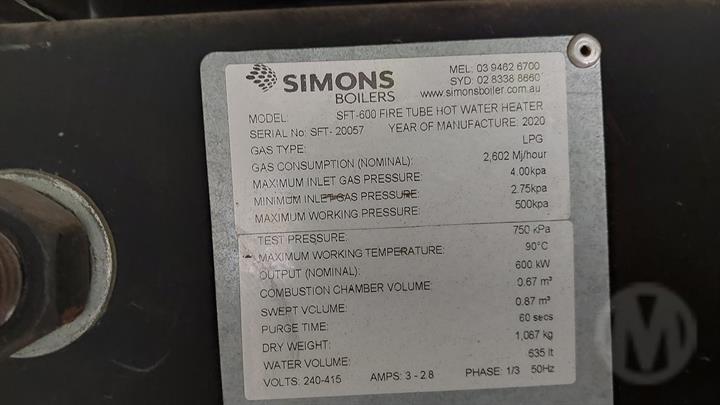 SIMONS
BOILERS
MEL: 03 9462 6700
SYD: 02 8338 8660
www.simonsboiler.com.au
MODEL: SFT-600 FIRE TUBE HOT WATER HEATER
SERIAL No: SFT- 20057 YEAR OF MANUFACTURE: 2020
GAS TYPE: LPG
GAS CONSUMPTION (NOMINAL): 2,602 Mj/hour
MAXIMUM INLET GAS PRESSURE: 4.00kpa
MINIMUM INLET GAS PRESSURE: 2.75kpa
MAXIMUM WORKING PRESSURE: 500kpa
TEST PRESSURE: 750 kPa
MAXIMUM WORKING TEMPERATURE: 90°C
OUTPUT (NOMINAL): 600 kW
COMBUSTION CHAMBER VOLUME: 0.67 m³
SWEPT VOLUME: 0.87 m³
PURGE TIME: 60 secs
DRY WEIGHT: 1,067 kg
WATER VOLUME: 635 lt
VOLTS: 240-415 AMPS: 3 - 2.8 PHASE: 1/3 50Hz
M